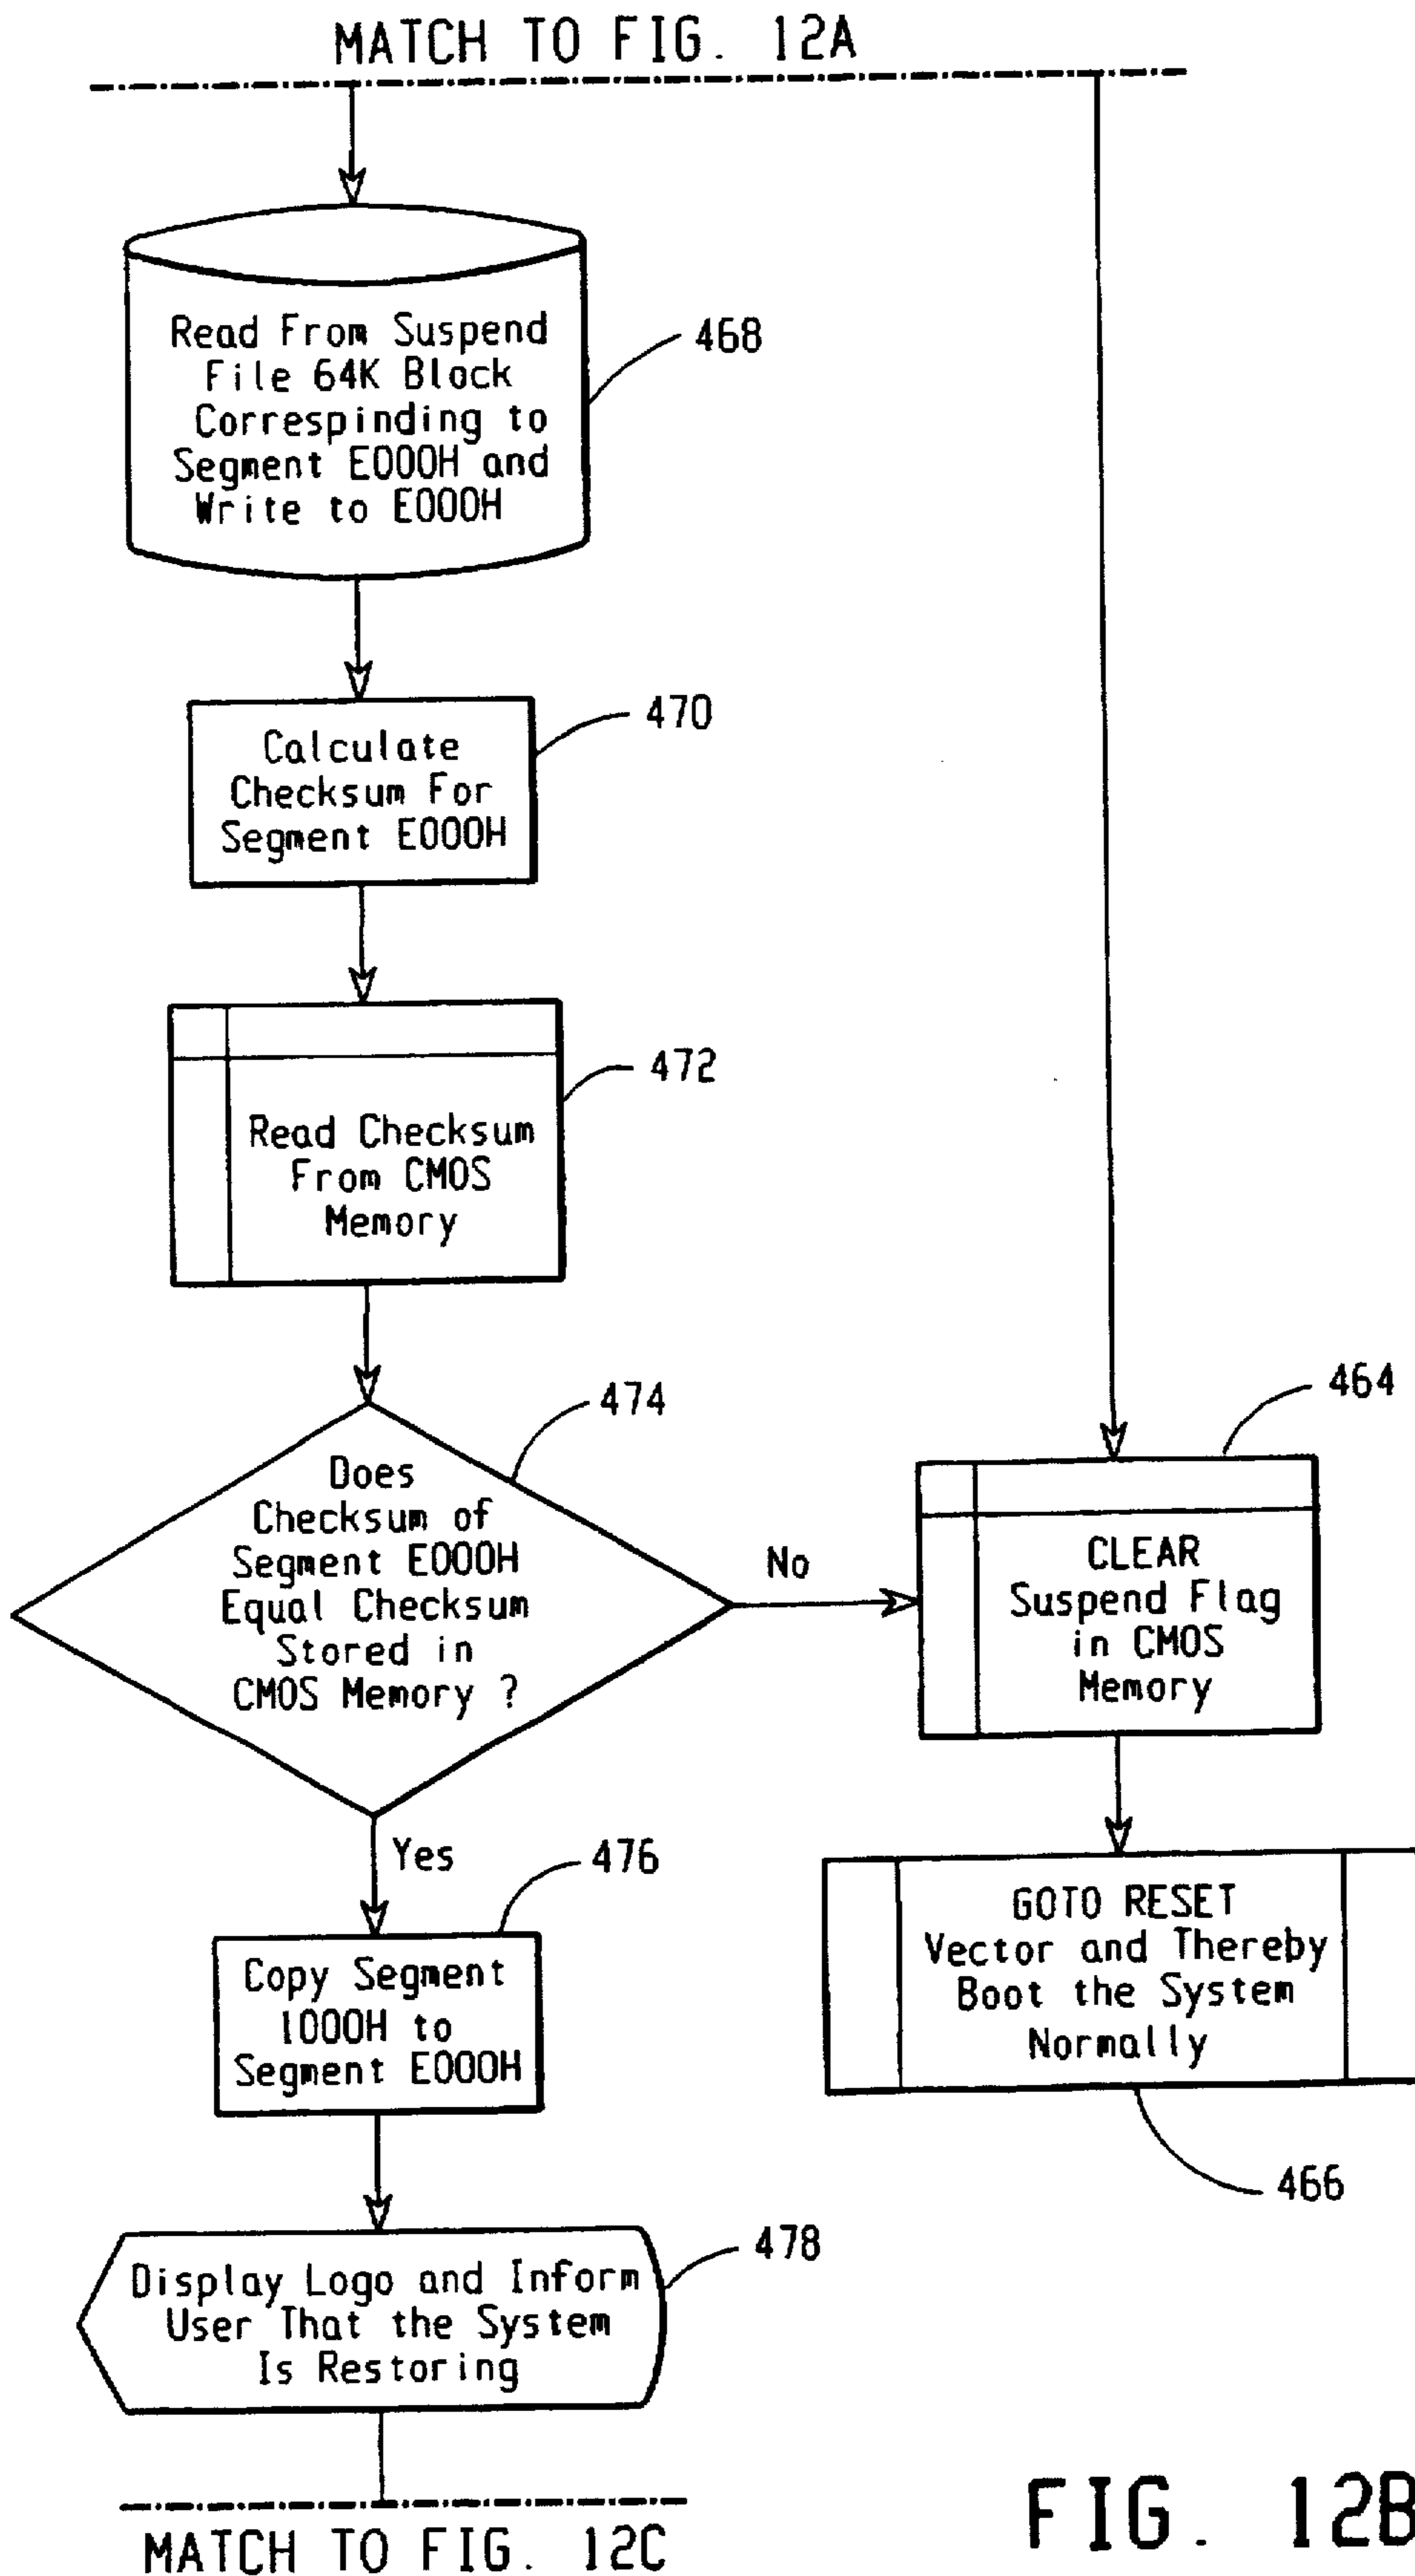 MATCH TO FIG. 12A
Read From Suspend
File 64K Block
Correspinding to
Segment E000H and
Write to E000H
468
Calculate
Checksum For
Segment E000H
470
Read Checksum
From CMOS
Memory
472
Does
Checksum of
Segment E000H
Equal Checksum
Stored in
CMOS Memory ?
474
No
Yes
CLEAR
Suspend Flag
in CMOS
Memory
464
GOTO RESET
Vector and Thereby
Boot the System
Normally
466
Copy Segment
1000H to
Segment E000H
476
Display Logo and Inform
User That the System
Is Restoring
478
MATCH TO FIG. 12C
FIG. 12B